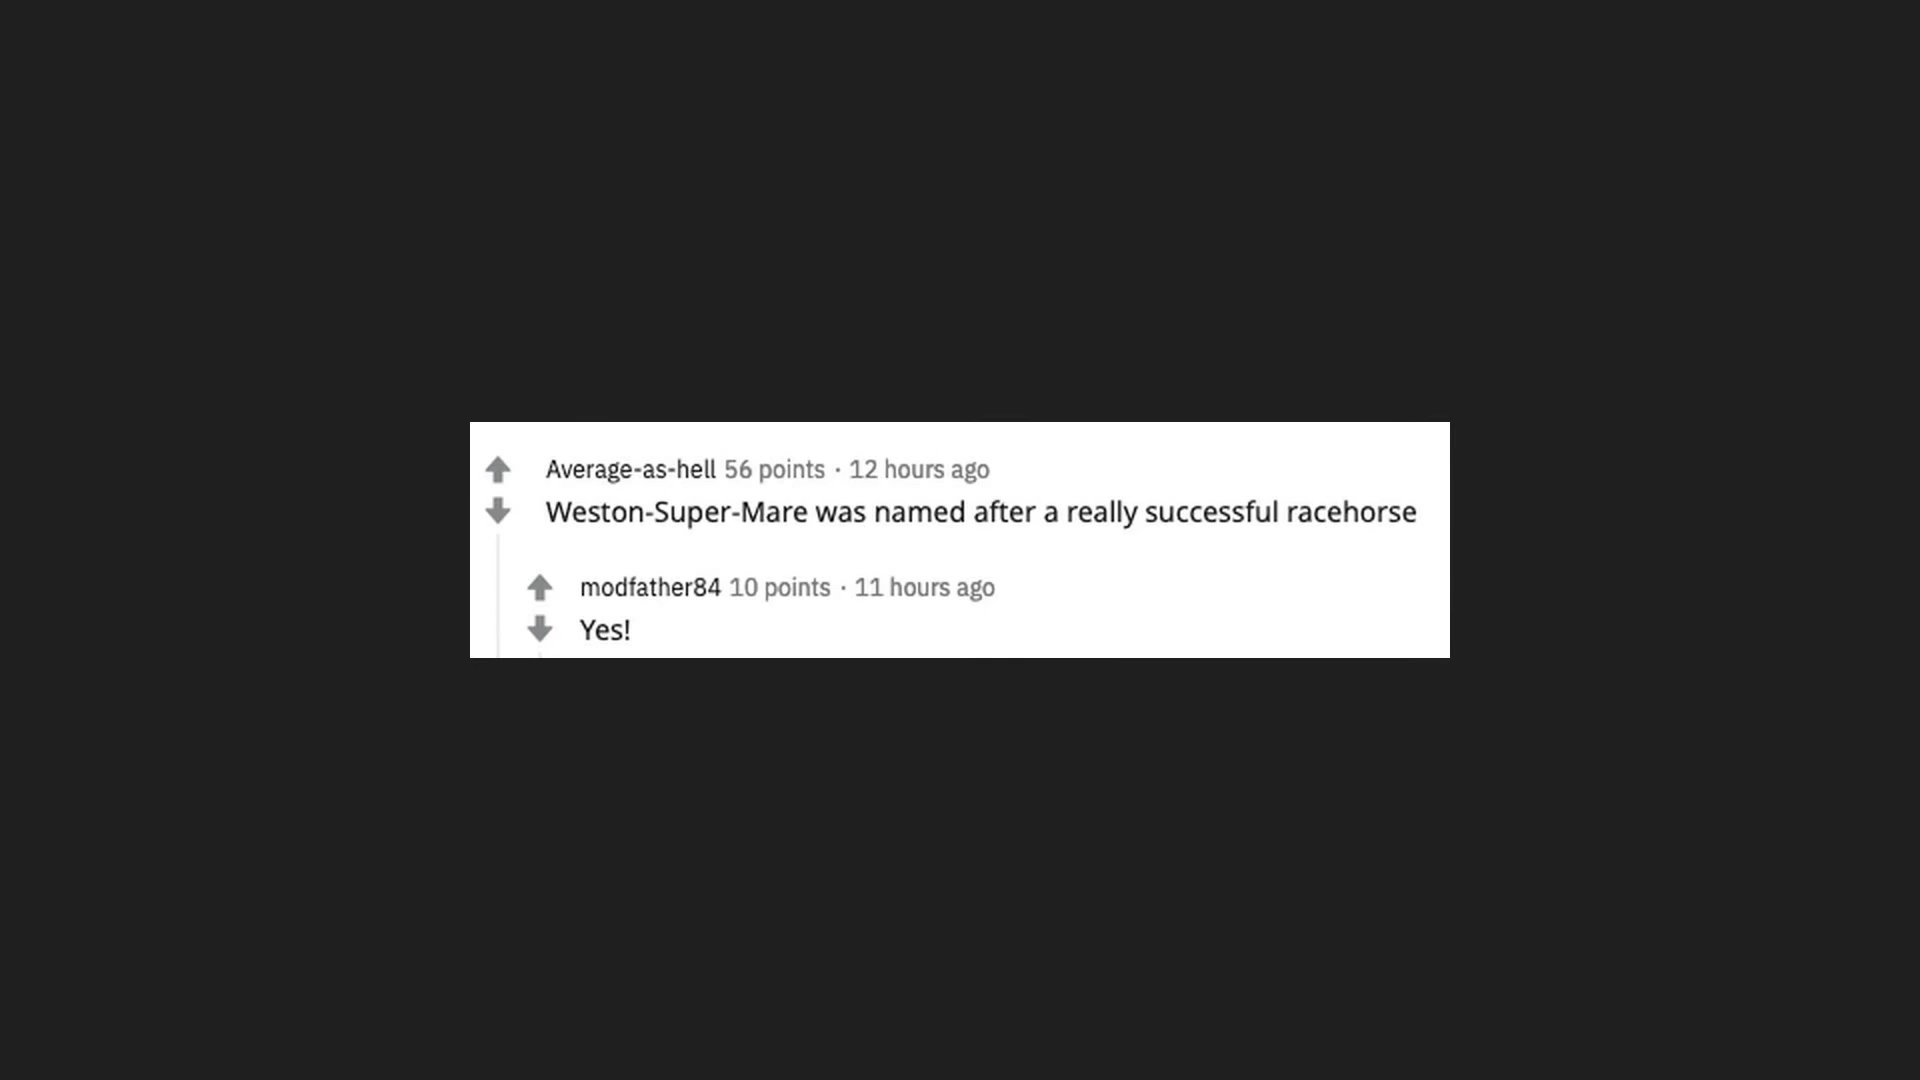 Average-as-hell 56 points · 12 hours ago
Weston-Super-Mare was named after a really successful racehorse
modfather84 10 points · 11 hours ago
Yes!